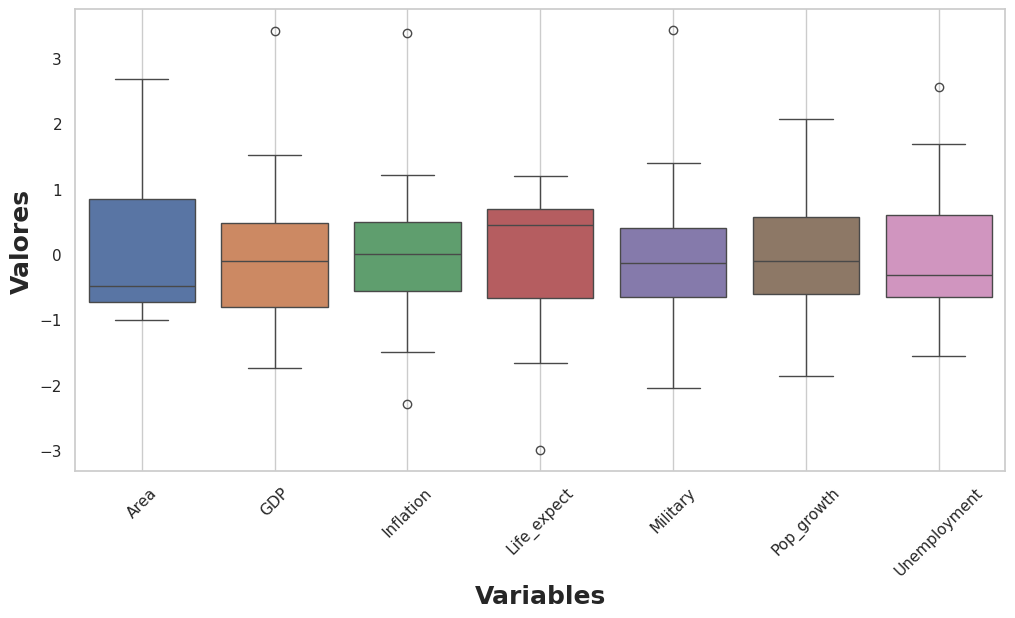 Valores
3
2
1
0
−1
−2
−3
Area
GDP
Inflation
Life_expect
Military
Pop_growth
Unemployment
Variables